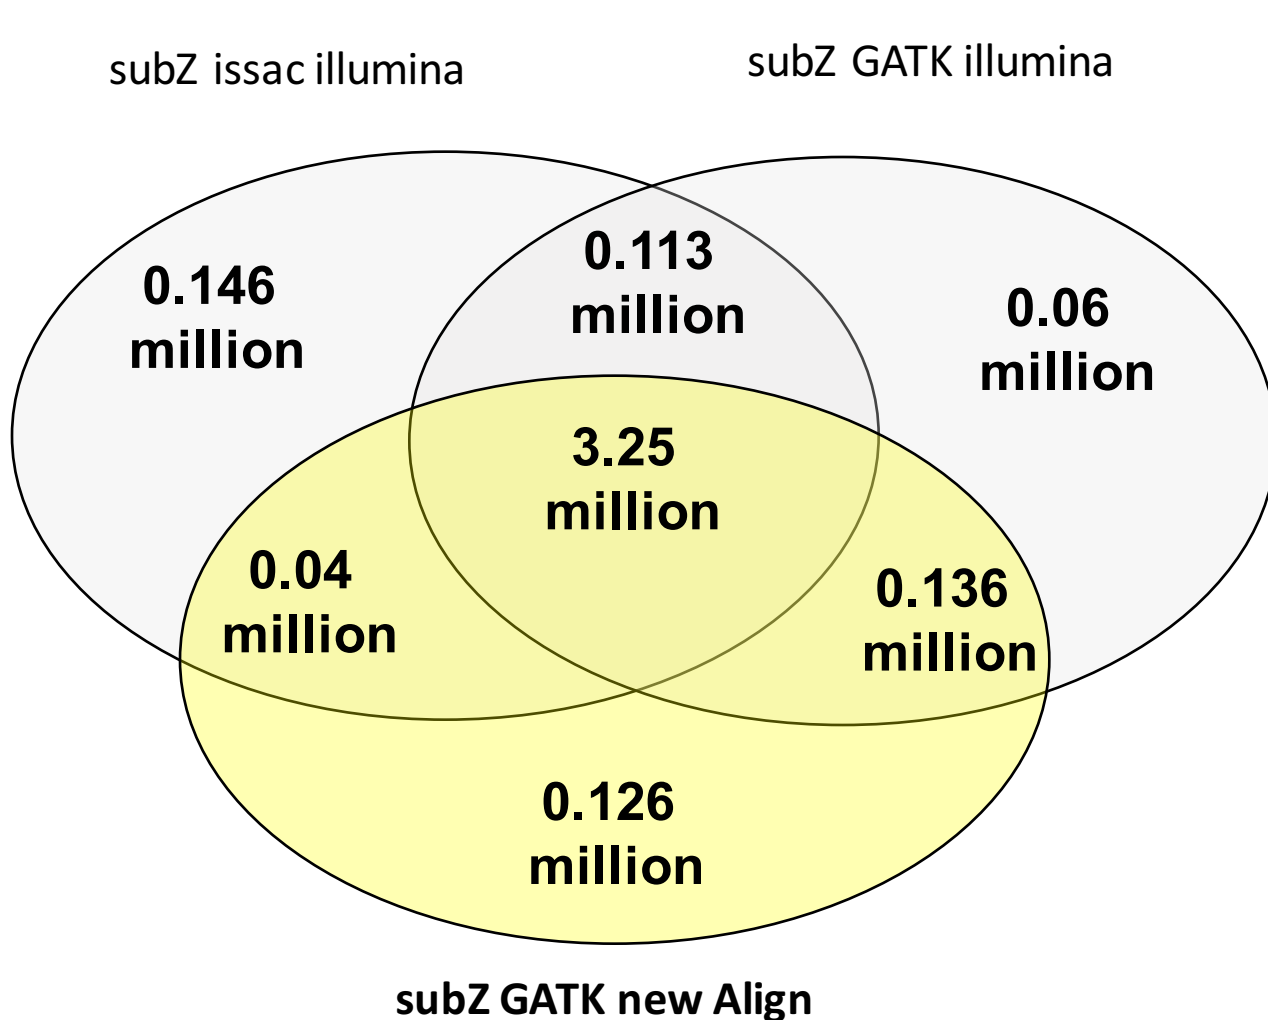 subZ issac illumina
subZ GATK illumina
0.146
million
0.113
million
0.06
million
3.25
million
0.04
million
0.136
million
0.126
million
subZ GATK new Align